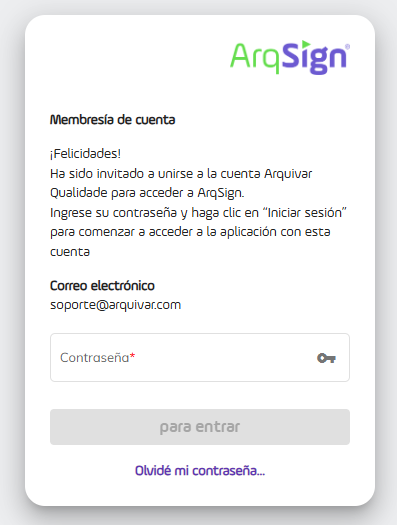 ArqSign®
Membresía de cuenta
¡Felicidades!
Ha sido invitado a unirse a la cuenta Arquivar
Qualidade para acceder a ArqSign.
Ingrese su contraseña y haga clic en “Iniciar sesión”
para comenzar a acceder a la aplicación con esta
cuenta
Correo electrónico
soporte@arquivar.com
Contraseña*
para entrar
Olvidé mi contraseña...